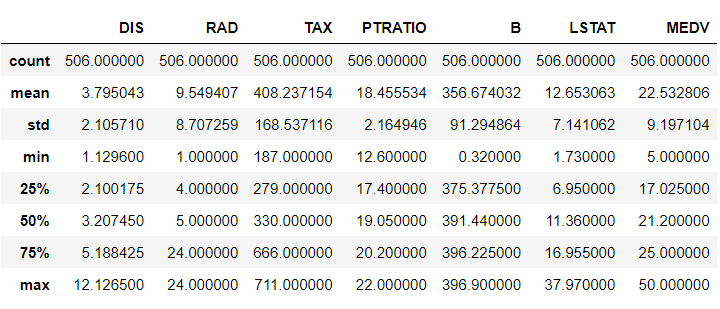 DIS RAD TAX PTRATIO B LSTAT MEDV
count 506.000000 506.000000 506.000000 506.000000 506.000000 506.000000 506.000000
mean 3.795043 9.549407 408.237154 18.455534 356.674032 12.653063 22.532806
std 2.105710 8.707259 168.537116 2.164946 91.294864 7.141062 9.197104
min 1.129600 1.000000 187.000000 12.600000 0.320000 1.730000 5.000000
25% 2.100175 4.000000 279.000000 17.400000 375.377500 6.950000 17.025000
50% 3.207450 5.000000 330.000000 19.050000 391.440000 11.360000 21.200000
75% 5.188425 24.000000 666.000000 20.200000 396.225000 16.955000 25.000000
max 12.126500 24.000000 711.000000 22.000000 396.900000 37.970000 50.000000